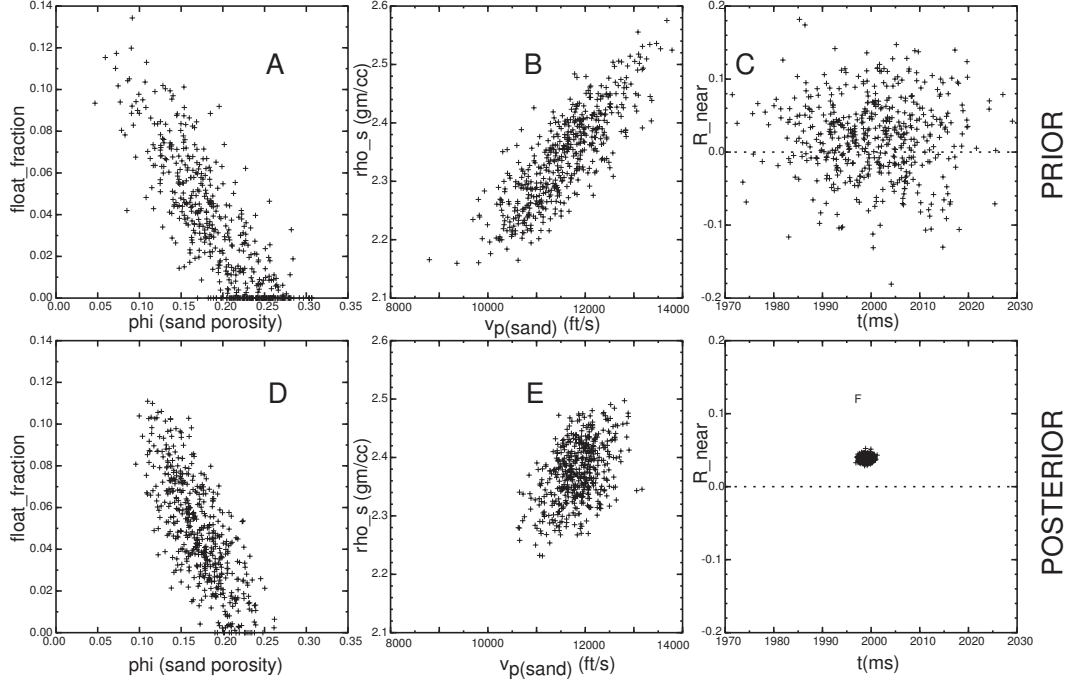 0.14
0.12
0.10
0.08
0.06
0.04
0.02
0.00
float_fraction
A
0.00 0.05 0.10 0.15 0.20 0.25 0.30 0.35
phi (sand porosity)
2.6
2.5
2.4
2.3
2.2
2.1
rho_s (gm/cc)
B
10000 12000 14000
vp(sand) (ft/s)
0.2
0.1
0.0
-0.1
-0.2
R_near
C
1970 1980 1990 2000 2010 2020 2030
t(ms)
PRIOR
0.14
0.12
0.10
0.08
0.06
0.04
0.02
0.00
float_fraction
D
0.00 0.05 0.10 0.15 0.20 0.25 0.30 0.35
phi (sand porosity)
2.6
2.5
2.4
2.3
2.2
2.1
rho_s (gm/cc)
E
8000 10000 12000 14000
vp(sand) (ft/s)
0.2
0.1
0.0
-0.1
-0.2
R_near
F
1970 1980 1990 2000 2010 2020 2030
t(ms)
POSTERIOR